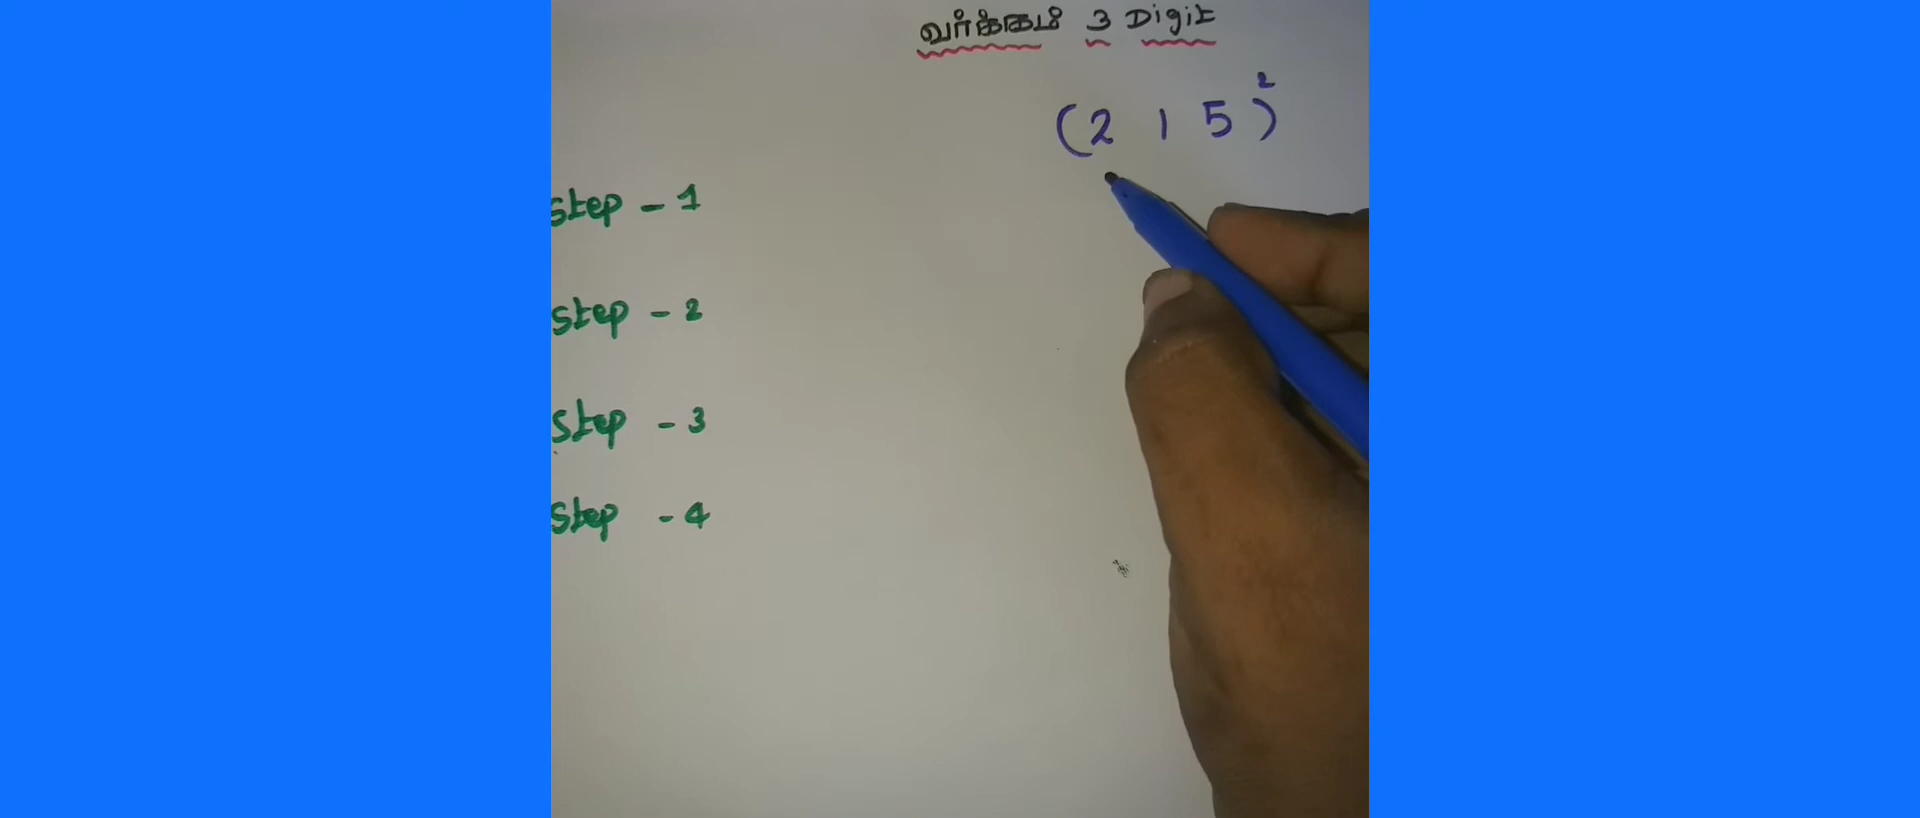 வர்க்கம் 3 Digit
(2 1 5)²
Step - 1
Step - 2
Step - 3
Step - 4